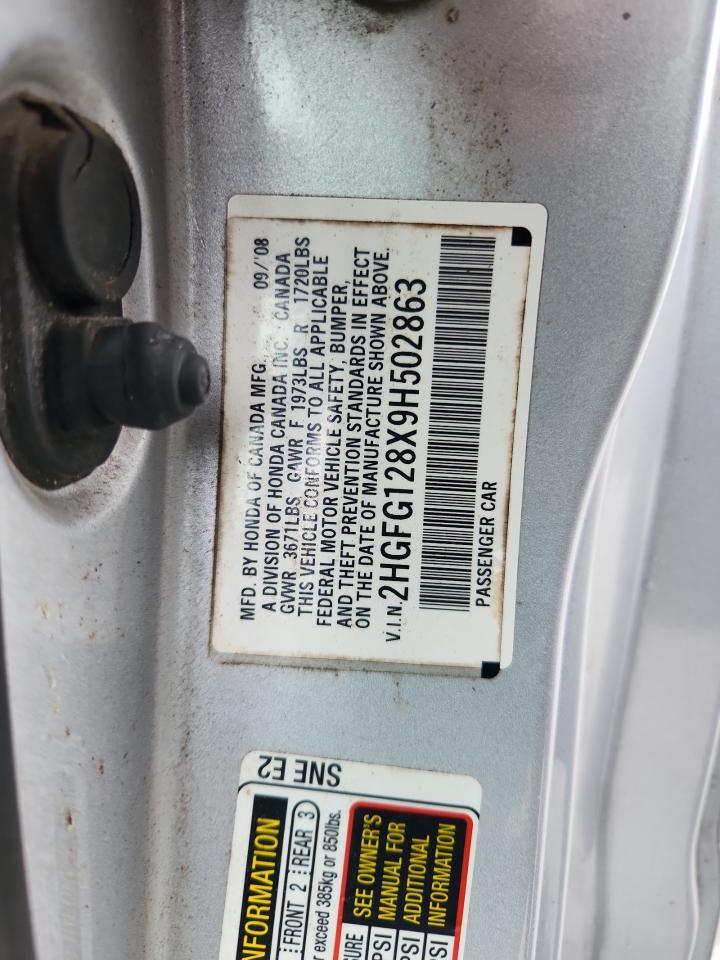 MFD. BY HONDA OF CANADA MFG. 09/'08
A DIVISION OF HONDA CANADA INC. CANADA
GVWR 3671LBS GAWR F 1973LBS R 1720LBS
THIS VEHICLE CONFORMS TO ALL APPLICABLE
FEDERAL MOTOR VEHICLE SAFETY, BUMPER,
AND THEFT PREVENTION STANDARDS IN EFFECT
ON THE DATE OF MANUFACTURE SHOWN ABOVE.
V.I.N. 2HGFG128X9H502863
PASSENGER CAR
SNE E2
INFORMATION
FRONT 2 REAR 3
exceed 385kg or 850lbs.
SEE OWNER'S
MANUAL FOR
ADDITIONAL
INFORMATION
PSI
PSI
PSI